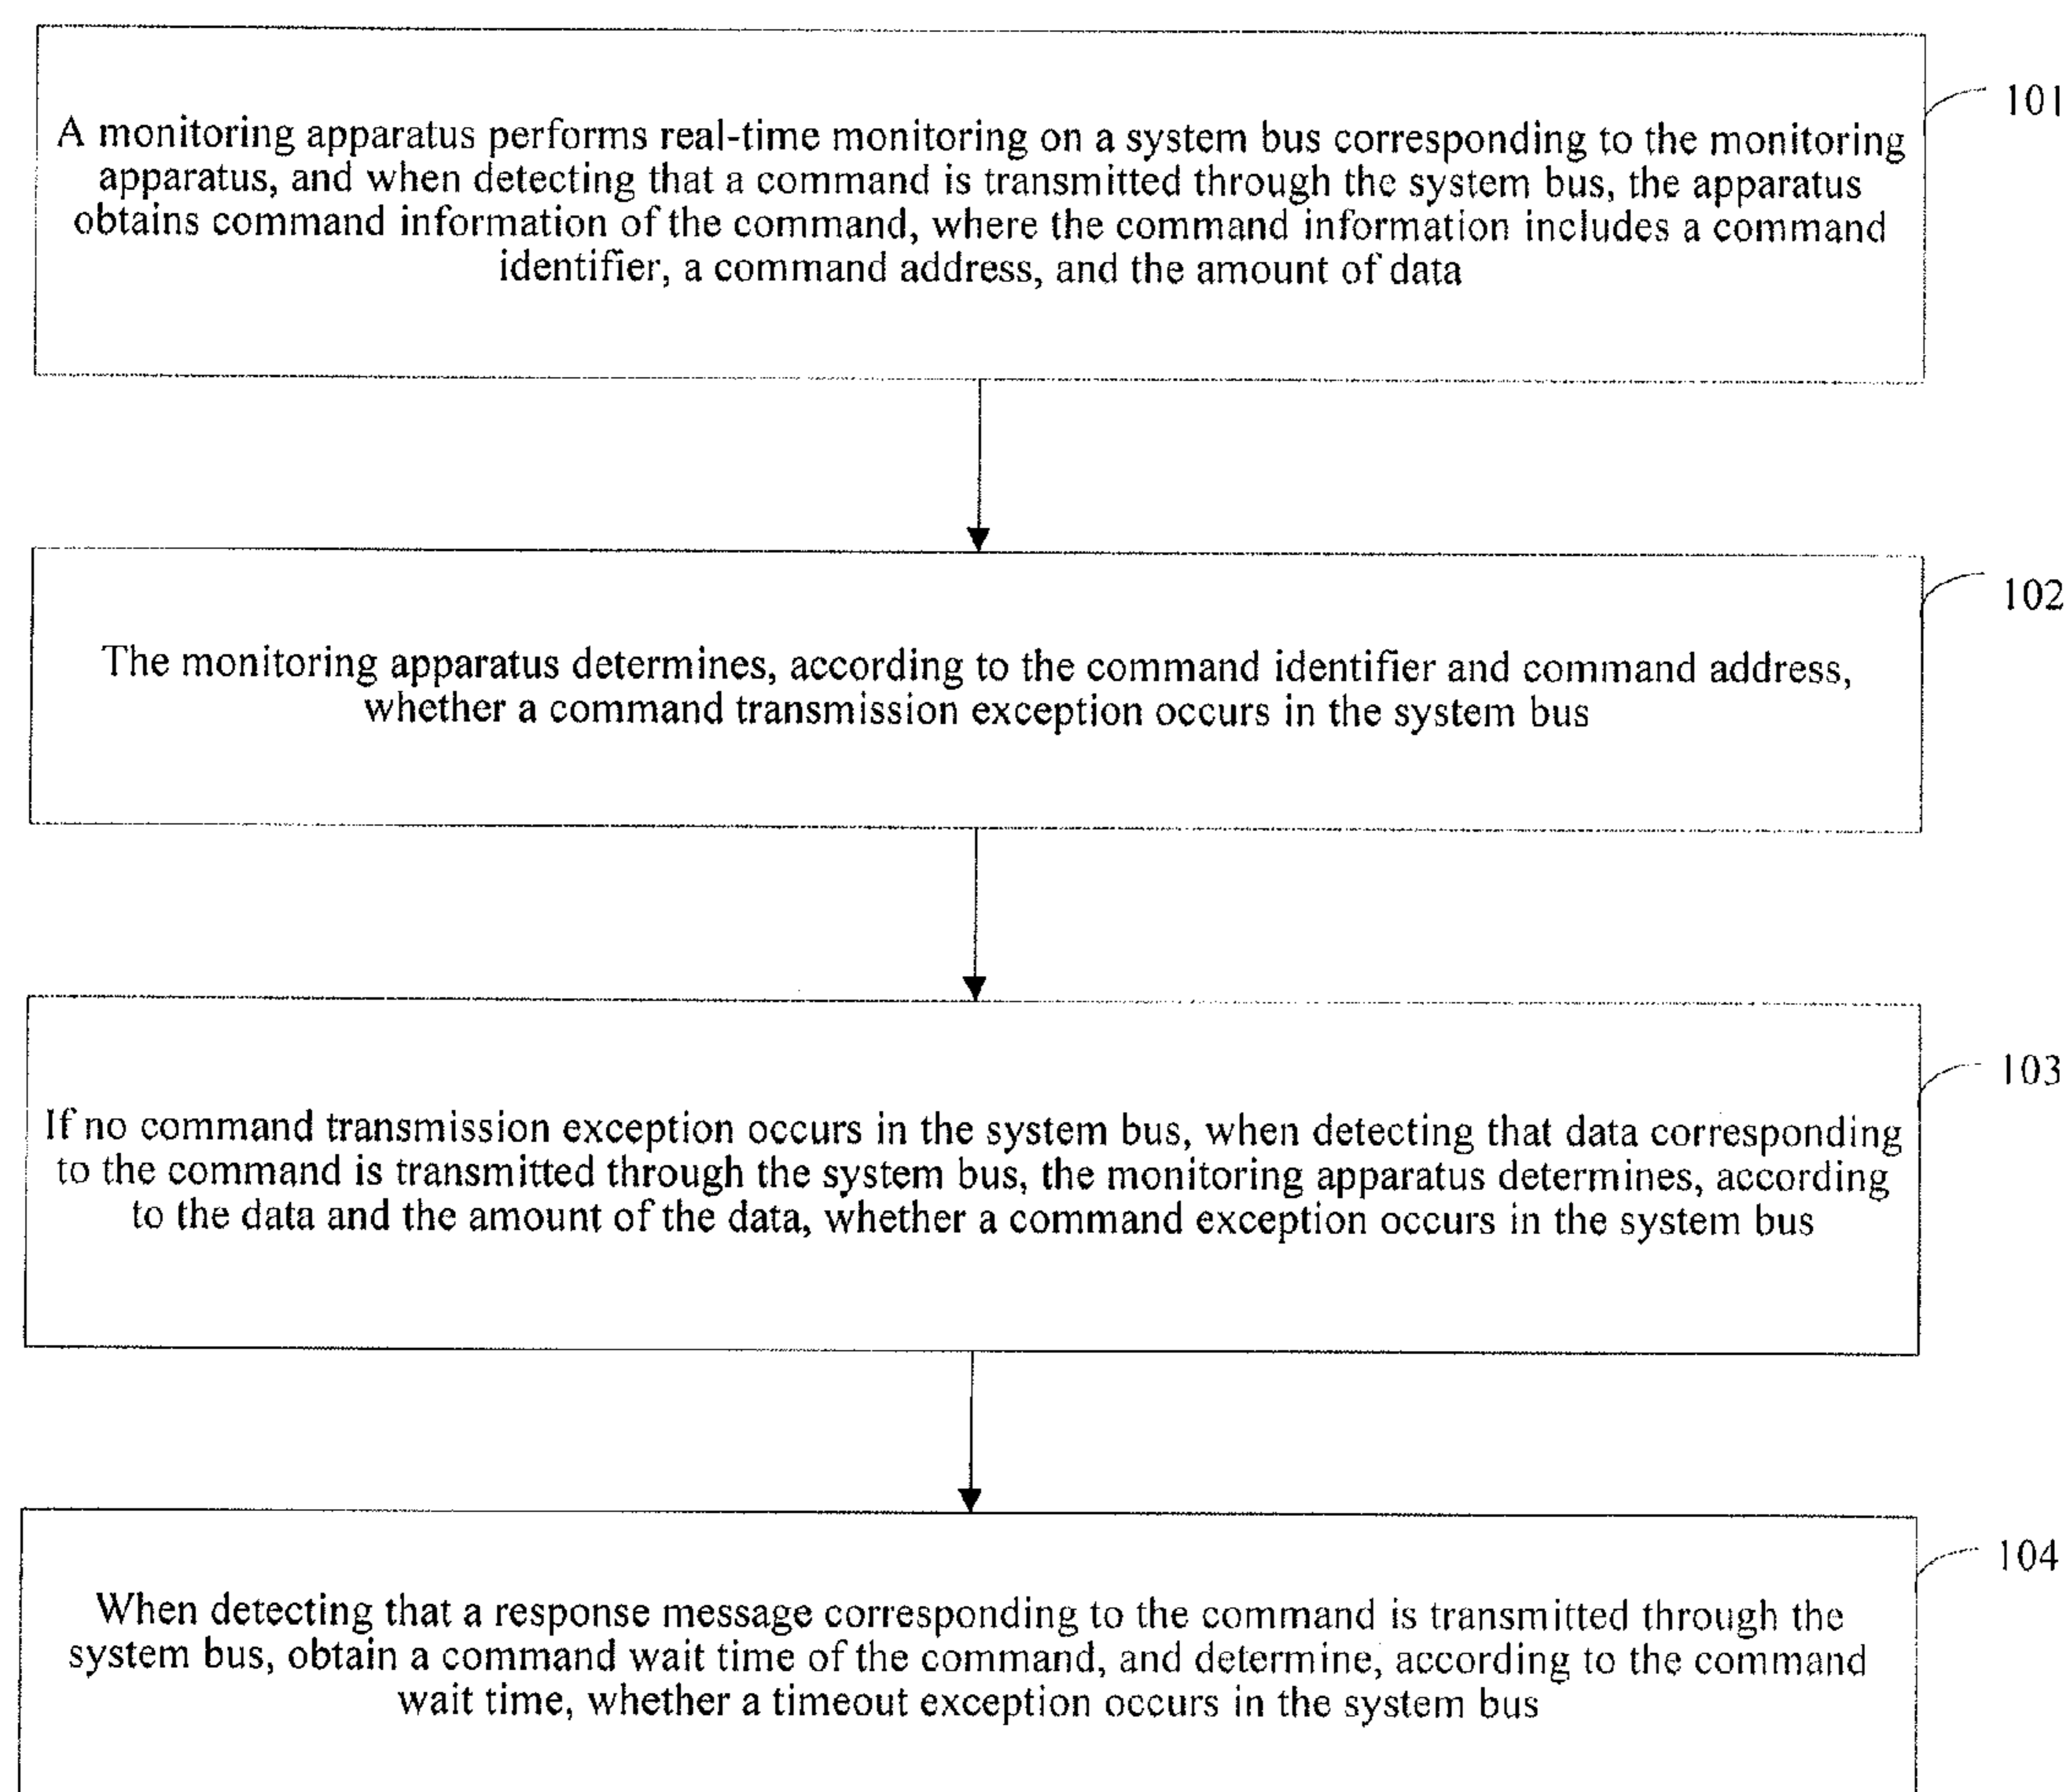 101
A monitoring apparatus performs real-time monitoring on a system bus corresponding to the monitoring
apparatus, and when detecting that a command is transmitted through the system bus, the apparatus
obtains command information of the command, where the command information includes a command
identifier, a command address, and the amount of data
102
The monitoring apparatus determines, according to the command identifier and command address,
whether a command transmission exception occurs in the system bus
103
If no command transmission exception occurs in the system bus, when detecting that data corresponding
to the command is transmitted through the system bus, the monitoring apparatus determines, according
to the data and the amount of the data, whether a command exception occurs in the system bus
104
When detecting that a response message corresponding to the command is transmitted through the
system bus, obtain a command wait time of the command, and determine, according to the command
wait time, whether a timeout exception occurs in the system bus